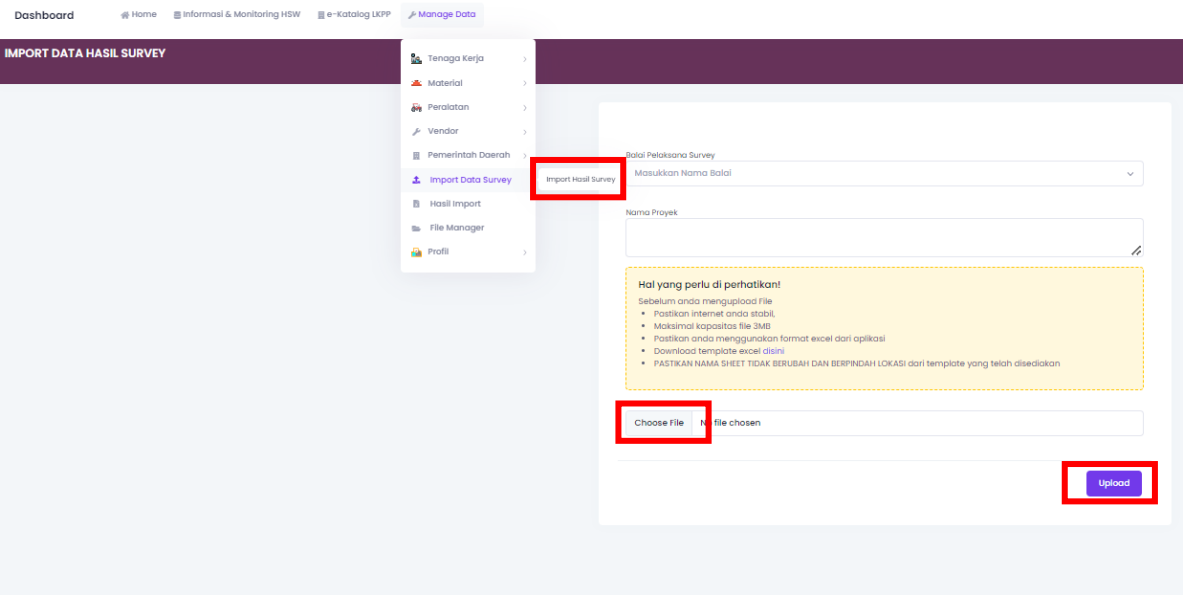 Dashboard
Home
Informasi & Monitoring HSW
e-Katalog LKPP
Manage Data
IMPORT DATA HASIL SURVEY
Tenaga Kerja
Material
Peralatan
Vendor
Pemerintah Daerah
Import Data Survey
Import Hasil Survey
Hasil Import
File Manager
Profil
Balai Pelaksana Survey
Masukkan Nama Balai
Nama Proyek
Hal yang perlu di perhatikan!
Sebelum anda mengupload File
Pastikan internet anda stabil,
Maksimal kapasitas file 3MB
Pastikan anda menggunakan format excel dari aplikasi
Download template excel disini
PASTIKAN NAMA SHEET TIDAK BERUBAH DAN BERPINDAH LOKASI dari template yang telah disediakan
Choose File
No file chosen
Upload